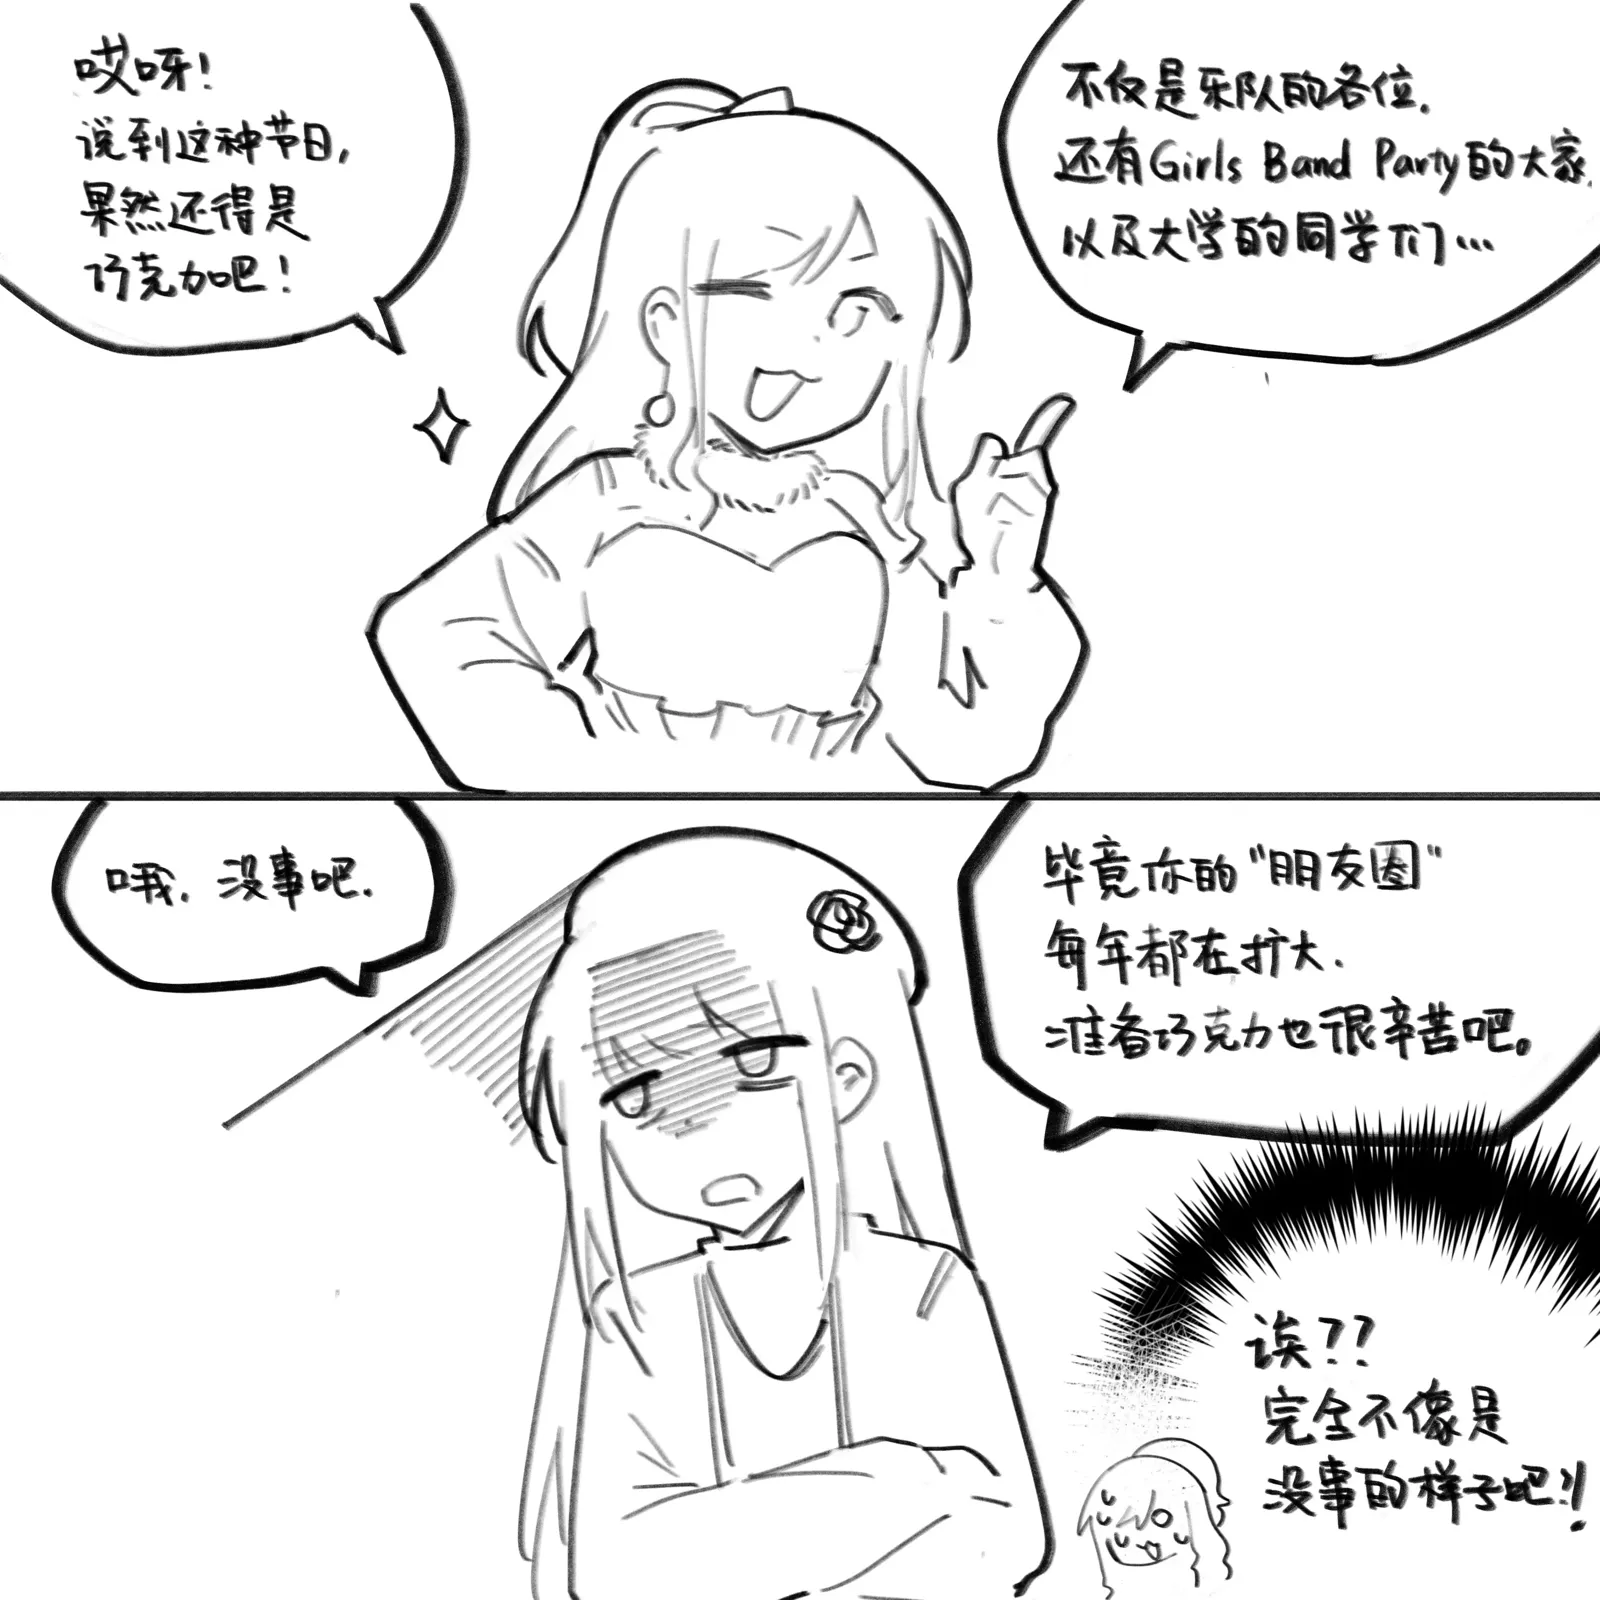 哎呀！
说到这种节日，
果然还得是
巧克力吧！
不仅是乐队的各位，
还有Girls Band Party的大家，
以及大学的同学们…
哦，没事吧，
毕竟你的“朋友圈”
每年都在扩大，
准备巧克力也很辛苦吧。
诶？？
完全不像是
没事的样子吧？！